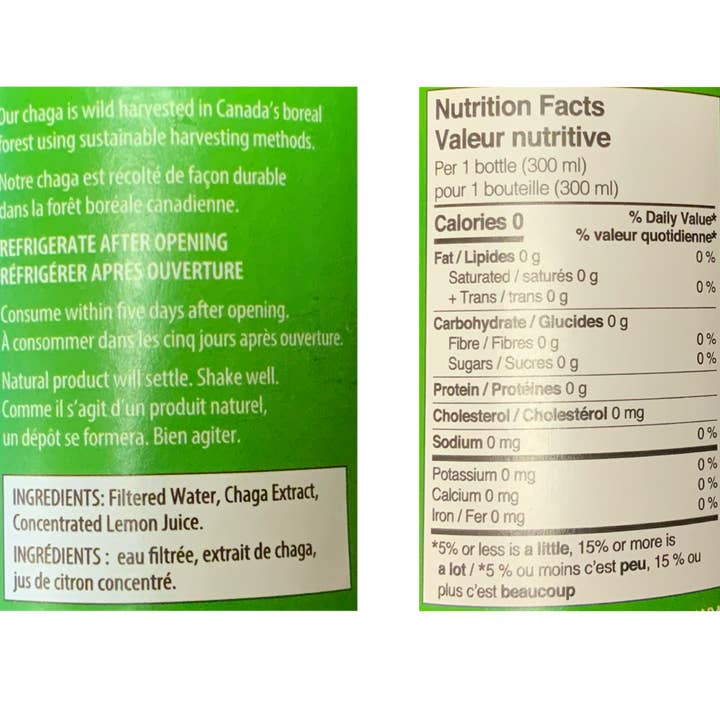 Our chaga is wild harvested in Canada's boreal
forest using sustainable harvesting methods.
Notre chaga est récolté de façon durable
dans la forêt boréale canadienne.
REFRIGERATE AFTER OPENING
RÉFRIGÉRER APRÈS OUVERTURE
Consume within five days after opening.
À consommer dans les cinq jours après ouverture.
Natural product will settle. Shake well.
Comme il s'agit d'un produit naturel,
un dépôt se formera. Bien agiter.
INGREDIENTS: Filtered Water, Chaga Extract,
Concentrated Lemon Juice.
INGRÉDIENTS : eau filtrée, extrait de chaga,
jus de citron concentré.
Nutrition Facts
Valeur nutritive
Per 1 bottle (300 ml)
pour 1 bouteille (300 ml)
Calories 0
% Daily Value*
% valeur quotidienne*
Fat / Lipides 0 g 0 %
Saturated / saturés 0 g
+ Trans / trans 0 g 0 %
Carbohydrate / Glucides 0 g
Fibre / Fibres 0 g 0 %
Sugars / Sucres 0 g 0 %
Protein / Protéines 0 g
Cholesterol / Cholestérol 0 mg
Sodium 0 mg 0 %
Potassium 0 mg 0 %
Calcium 0 mg 0 %
Iron / Fer 0 mg 0 %
*5% or less is a little, 15% or more is
a lot / *5 % ou moins c'est peu, 15 % ou
plus c'est beaucoup